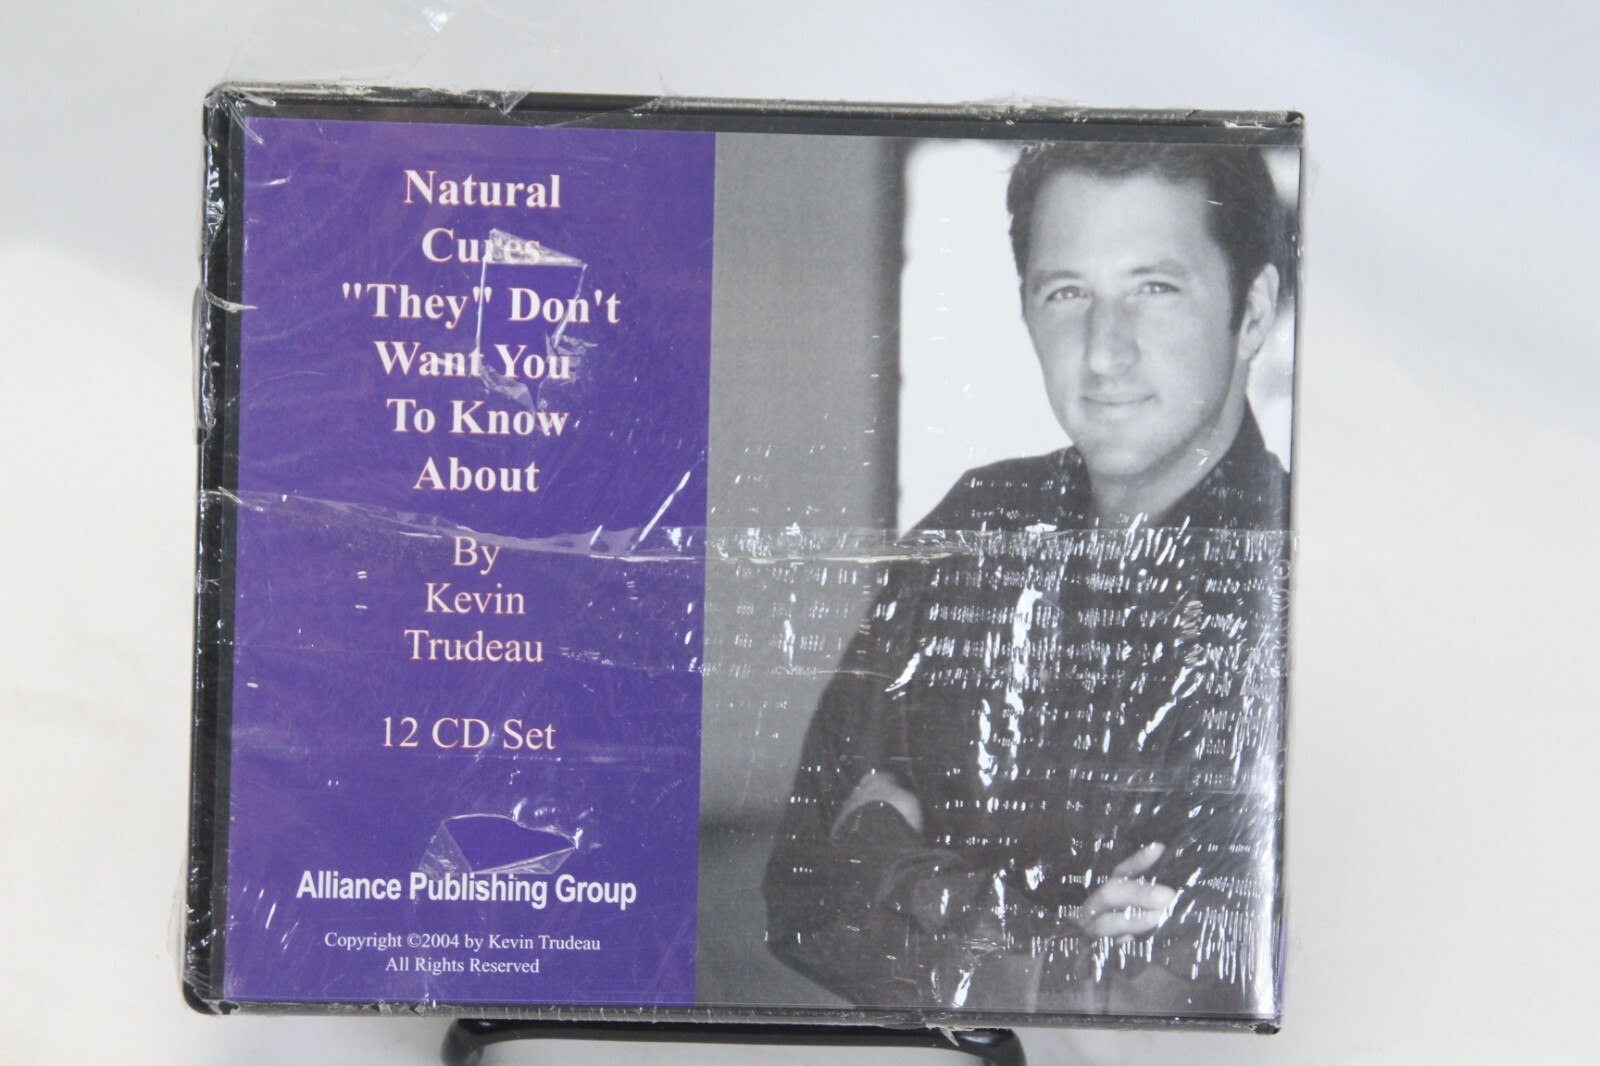 Natural
Cures
"They" Don't
Want You
To Know
About
By
Kevin
Trudeau
12 CD Set
Alliance Publishing Group
Copyright ©2004 by Kevin Trudeau
All Rights Reserved